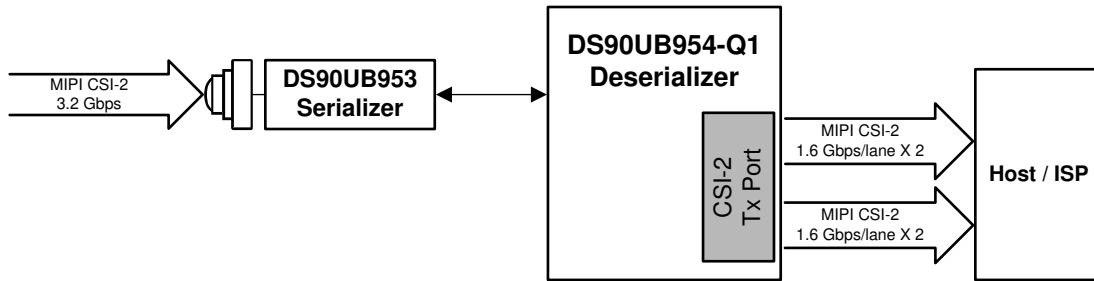 MIPI CSI-2
3.2 Gbps
DS90UB953
Serializer
DS90UB954-Q1
Deserializer
CSI-2
Tx Port
MIPI CSI-2
1.6 Gbps/lane X 2
MIPI CSI-2
1.6 Gbps/lane X 2
Host / ISP